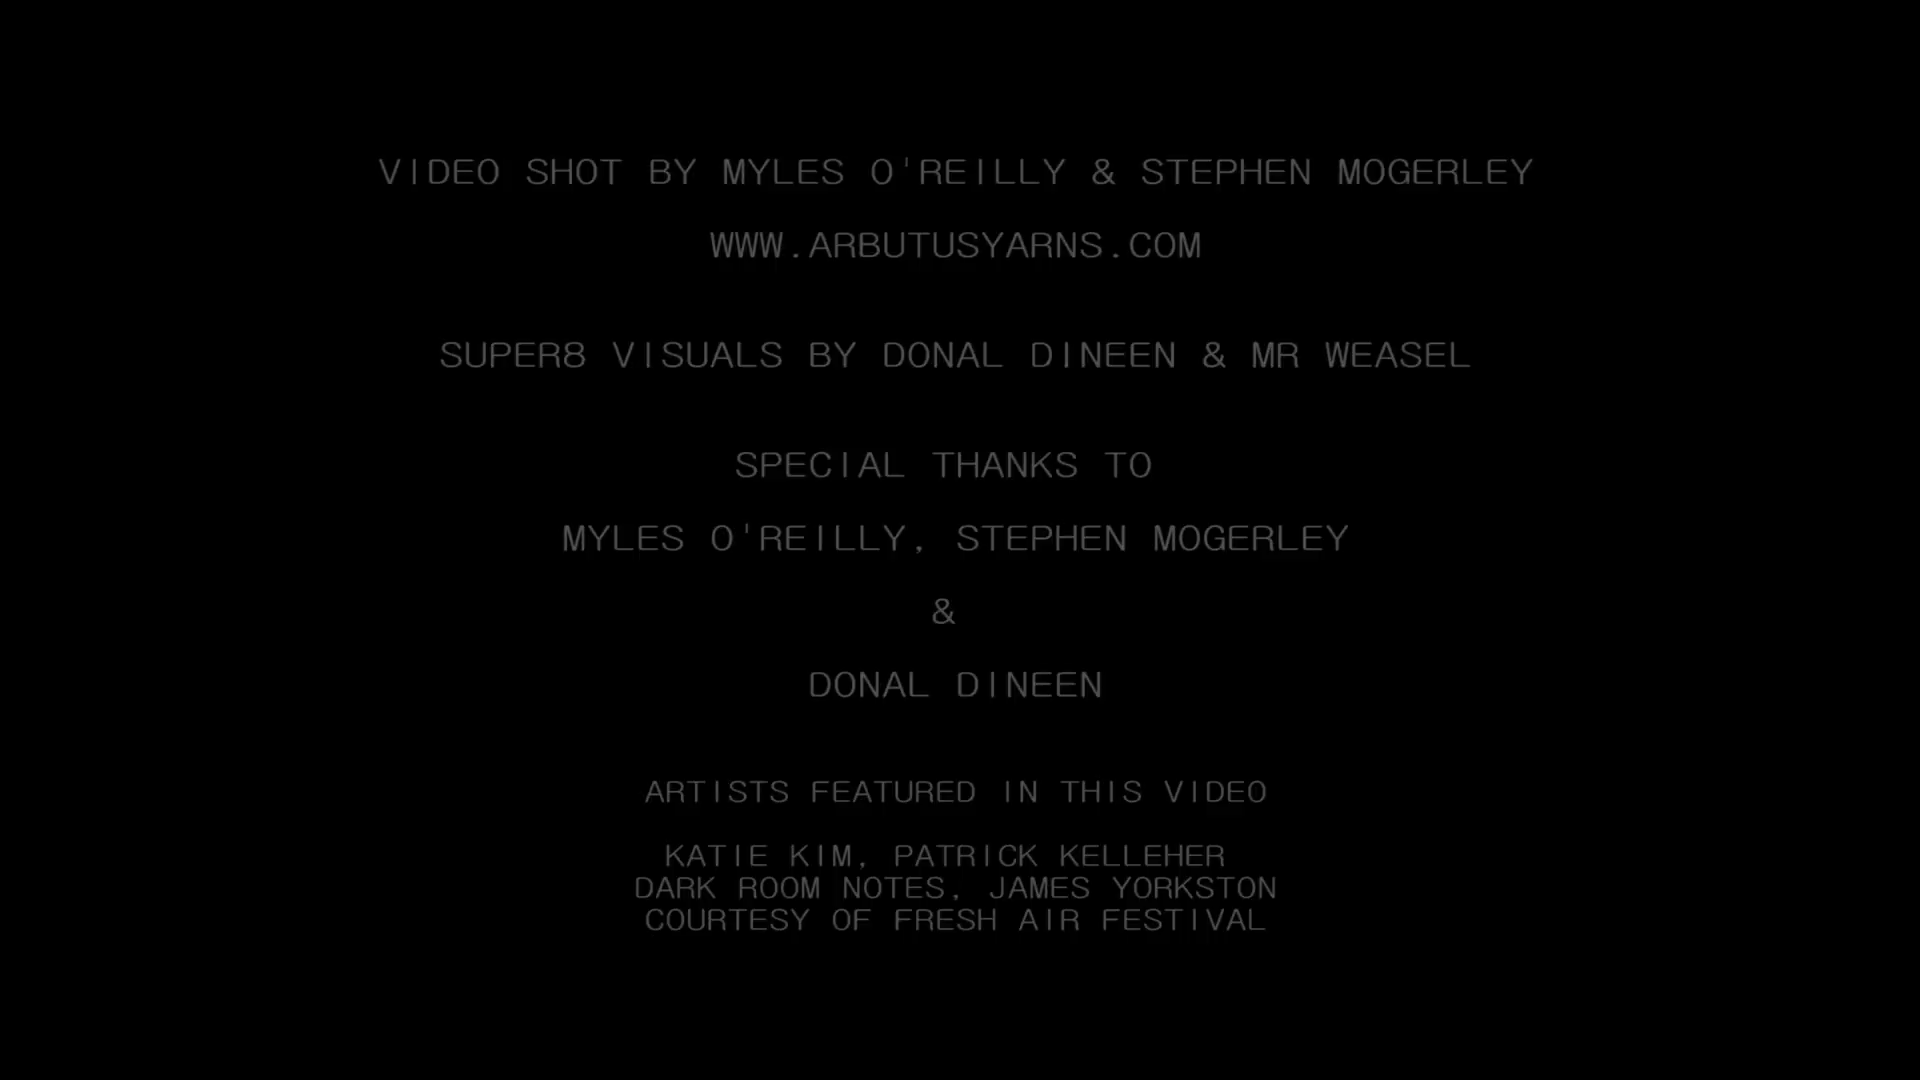 VIDEO SHOT BY MYLES O'REILLY & STEPHEN MOGERLEY
WWW.ARBUTUSYARNS.COM
SUPER8 VISUALS BY DONAL DINEEN & MR WEASEL
SPECIAL THANKS TO
MYLES O'REILLY, STEPHEN MOGERLEY
&
DONAL DINEEN
ARTISTS FEATURED IN THIS VIDEO
KATIE KIM, PATRICK KELLEHER
DARK ROOM NOTES, JAMES YORKSTON
COURTESY OF FRESH AIR FESTIVAL